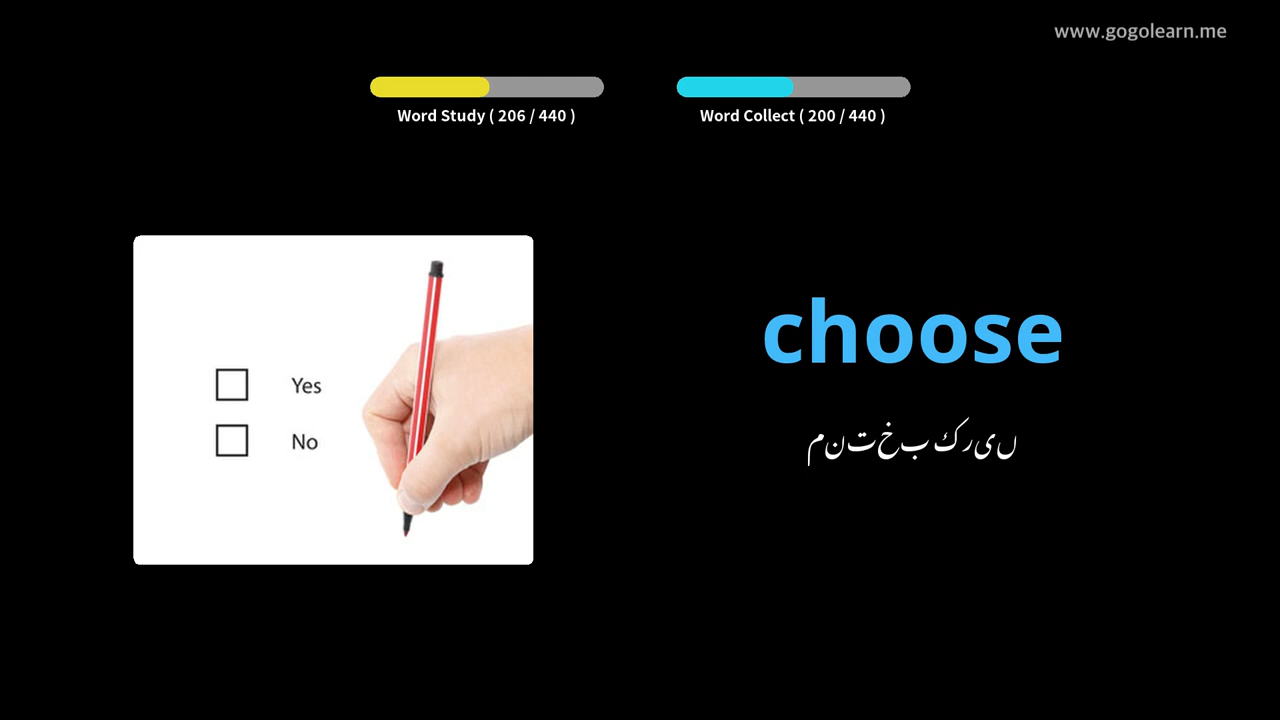 www.gogolearn.me
Word Study ( 206 / 440 )
Word Collect ( 200 / 440 )
Yes
No
choose
منتخب کریں